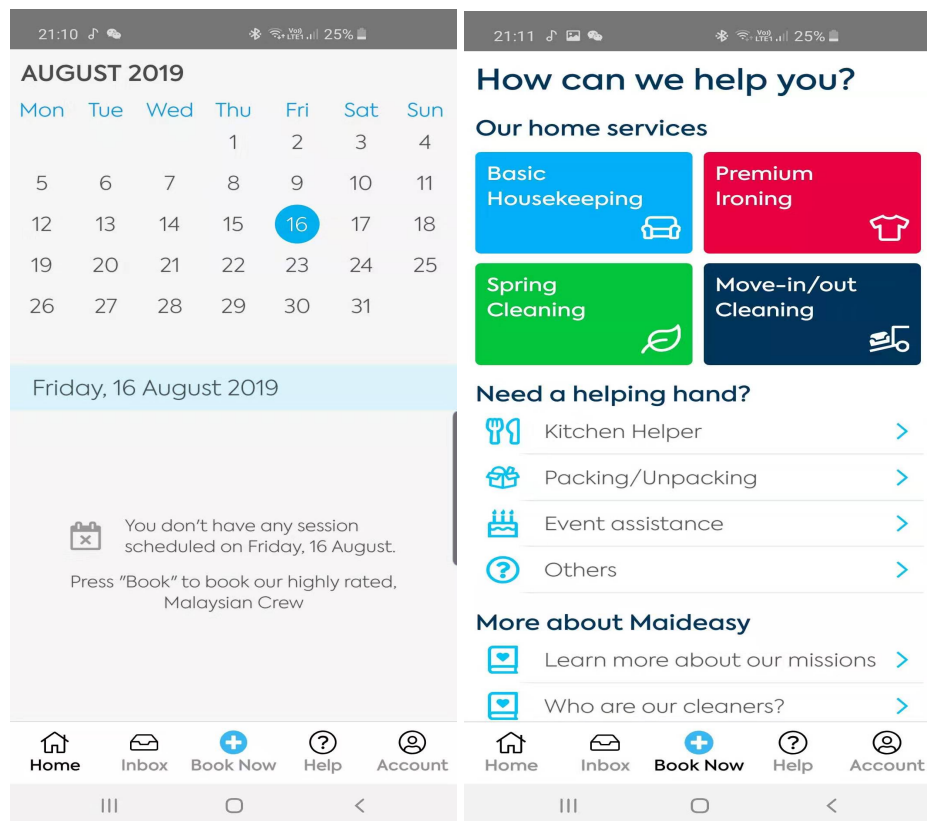 21:10 25%
AUGUST 2019
Mon Tue Wed Thu Fri Sat Sun
1 2 3 4
5 6 7 8 9 10 11
12 13 14 15 16 17 18
19 20 21 22 23 24 25
26 27 28 29 30 31
Friday, 16 August 2019
You don't have any session
scheduled on Friday, 16 August.
Press "Book" to book our highly rated,
Malaysian Crew
Home Inbox Book Now Help Account
21:11 25%
How can we help you?
Our home services
Basic
Housekeeping
Premium
Ironing
Spring
Cleaning
Move-in/out
Cleaning
Need a helping hand?
Kitchen Helper
Packing/Unpacking
Event assistance
Others
More about Maideasy
Learn more about our missions
Who are our cleaners?
Home Inbox Book Now Help Account